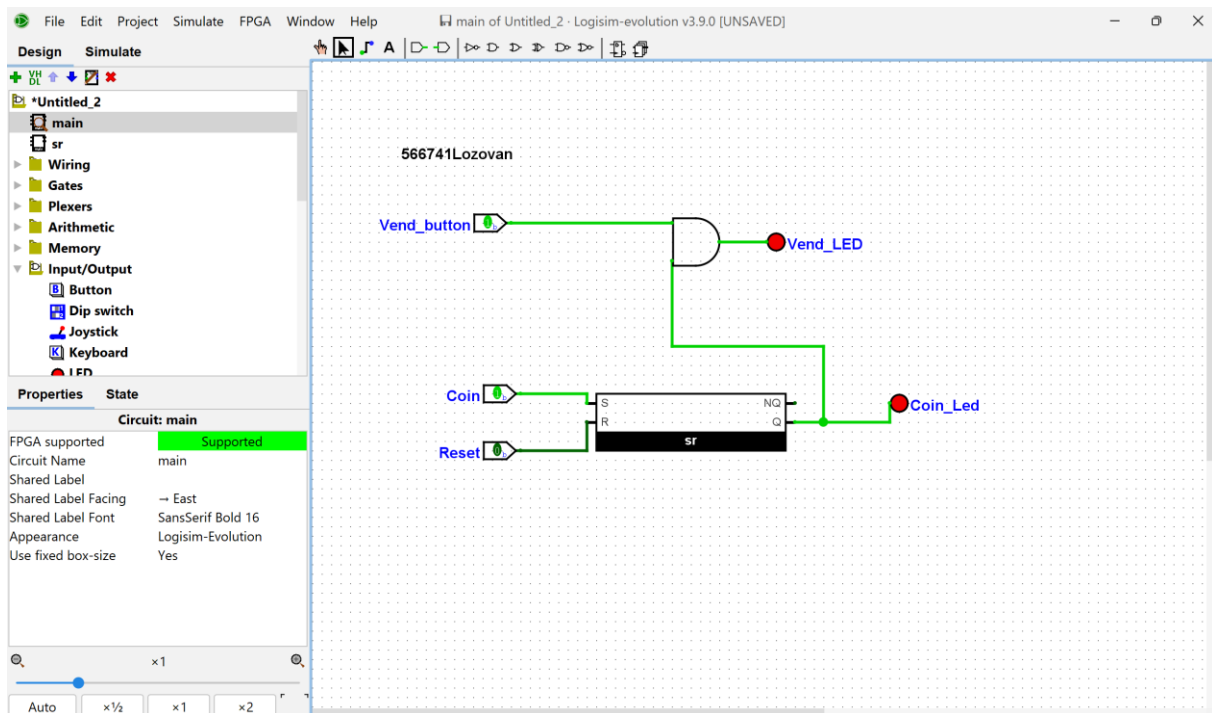 File Edit Project Simulate FPGA Window Help main of Untitled_2 · Logisim-evolution v3.9.0 [UNSAVED]
Design Simulate
A
VH
DL
*Untitled_2
main
sr
Wiring
Gates
Plexers
Arithmetic
Memory
Input/Output
B Button
Dip switch
Joystick
K Keyboard
LED
Properties State
Circuit: main
FPGA supported Supported
Circuit Name main
Shared Label
Shared Label Facing → East
Shared Label Font SansSerif Bold 16
Appearance Logisim-Evolution
Use fixed box-size Yes
×1
Auto ×½ ×1 ×2
566741Lozovan
Vend_button
Vend_LED
Coin
S NQ
Coin_Led
R Q
sr
Reset